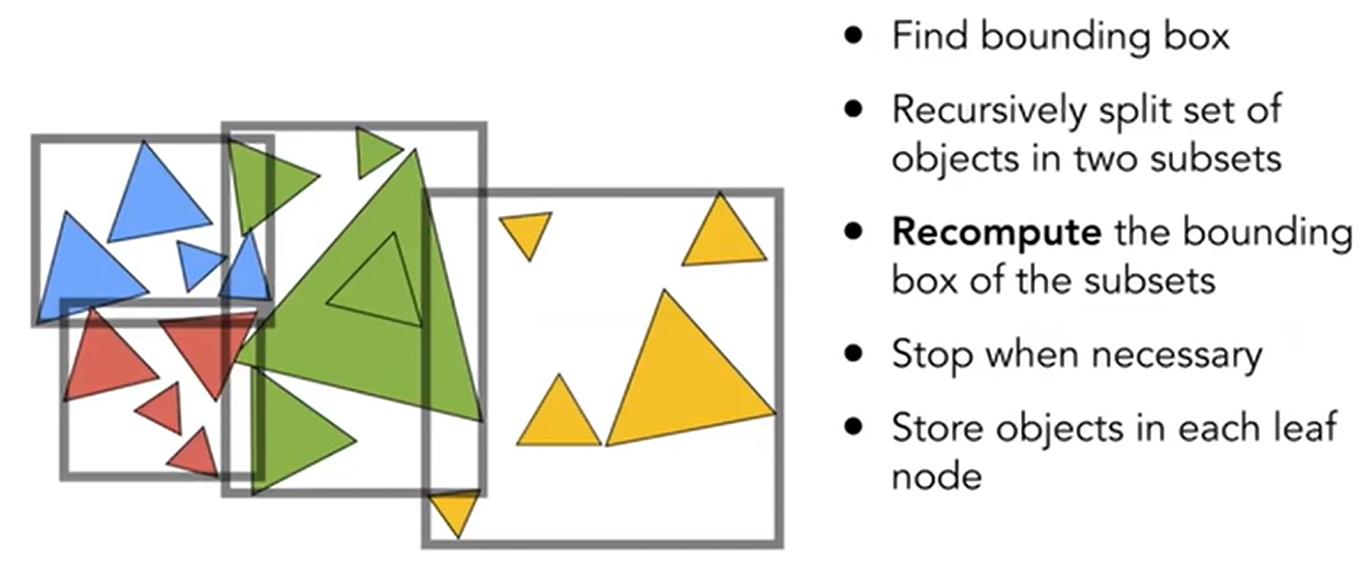 ● Find bounding box
● Recursively split set of
objects in two subsets
● Recompute the bounding
box of the subsets
● Stop when necessary
● Store objects in each leaf
node